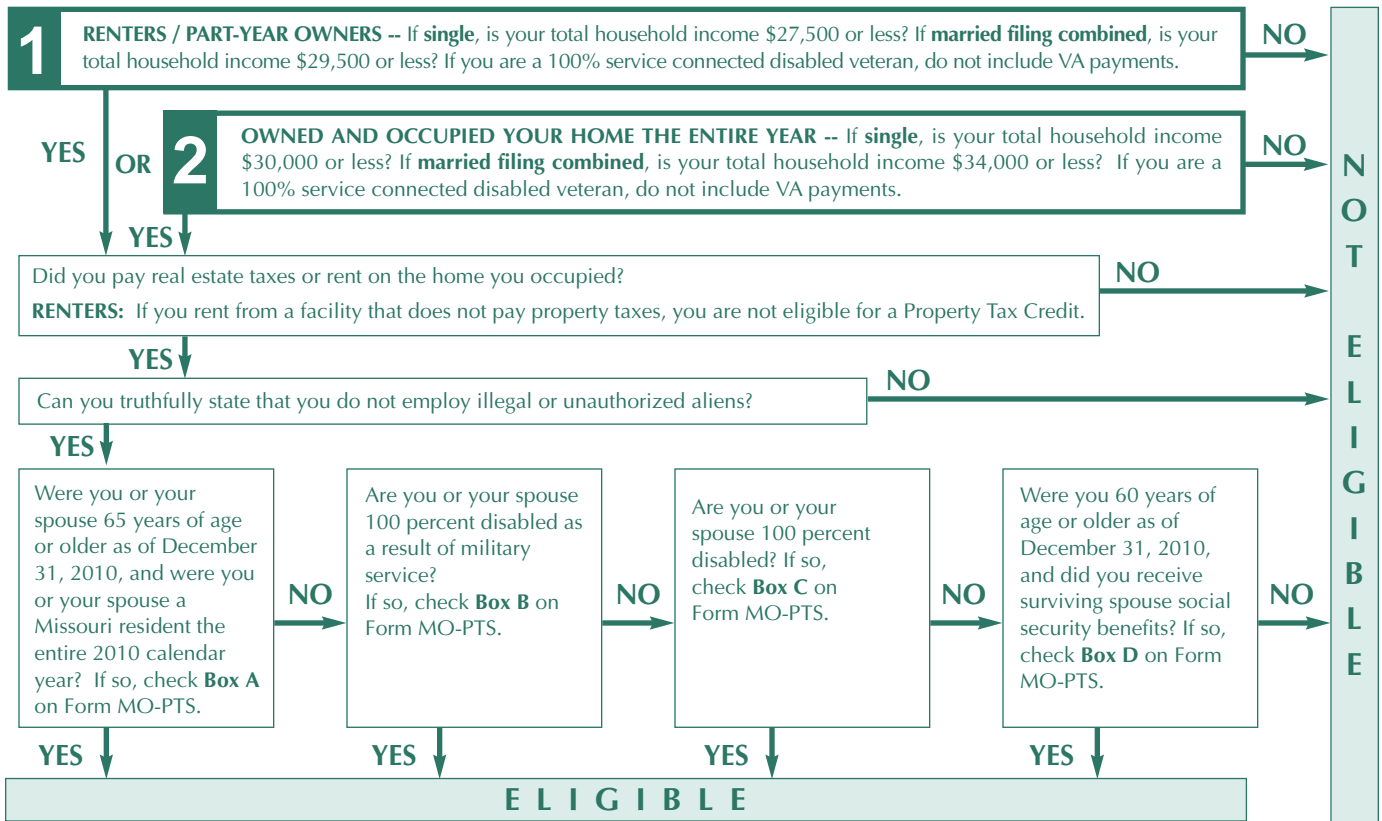 1
RENTERS / PART-YEAR OWNERS -- If single, is your total household income $27,500 or less? If married filing combined, is your
total household income $29,500 or less? If you are a 100% service connected disabled veteran, do not include VA payments.
NO
YES
OR
2
OWNED AND OCCUPIED YOUR HOME THE ENTIRE YEAR -- If single, is your total household income
$30,000 or less? If married filing combined, is your total household income $34,000 or less? If you are a
100% service connected disabled veteran, do not include VA payments.
NO
YES
Did you pay real estate taxes or rent on the home you occupied?
RENTERS: If you rent from a facility that does not pay property taxes, you are not eligible for a Property Tax Credit.
NO
YES
Can you truthfully state that you do not employ illegal or unauthorized aliens?
NO
YES
Were you or your
spouse 65 years of age
or older as of December
31, 2010, and were you
or your spouse a
Missouri resident the
entire 2010 calendar
year? If so, check Box A
on Form MO-PTS.
NO
Are you or your spouse
100 percent disabled as
a result of military
service?
If so, check Box B on
Form MO-PTS.
NO
Are you or your
spouse 100 percent
disabled? If so,
check Box C on
Form MO-PTS.
NO
Were you 60 years of
age or older as of
December 31, 2010,
and did you receive
surviving spouse social
security benefits? If so,
check Box D on Form
MO-PTS.
NO
YES
YES
YES
YES
ELIGIBLE
NOT ELIGIBLE